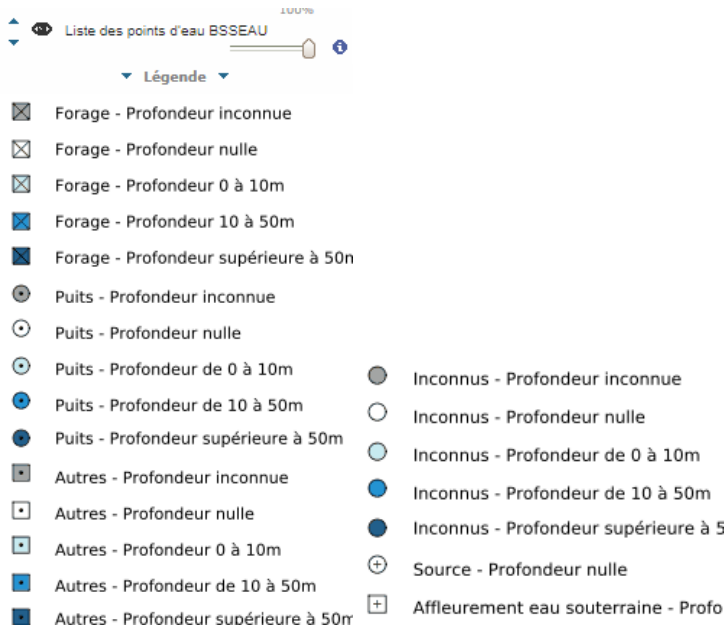 100%
Liste des points d'eau BSSEAU
Légende
Forage - Profondeur inconnue
Forage - Profondeur nulle
Forage - Profondeur 0 à 10m
Forage - Profondeur 10 à 50m
Forage - Profondeur supérieure à 50m
Puits - Profondeur inconnue
Puits - Profondeur nulle
Puits - Profondeur de 0 à 10m
Puits - Profondeur de 10 à 50m
Puits - Profondeur supérieure à 50m
Autres - Profondeur inconnue
Autres - Profondeur nulle
Autres - Profondeur 0 à 10m
Autres - Profondeur de 10 à 50m
Autres - Profondeur supérieure à 50m
Inconnus - Profondeur inconnue
Inconnus - Profondeur nulle
Inconnus - Profondeur de 0 à 10m
Inconnus - Profondeur de 10 à 50m
Inconnus - Profondeur supérieure à 5
Source - Profondeur nulle
Affleurement eau souterraine - Profo